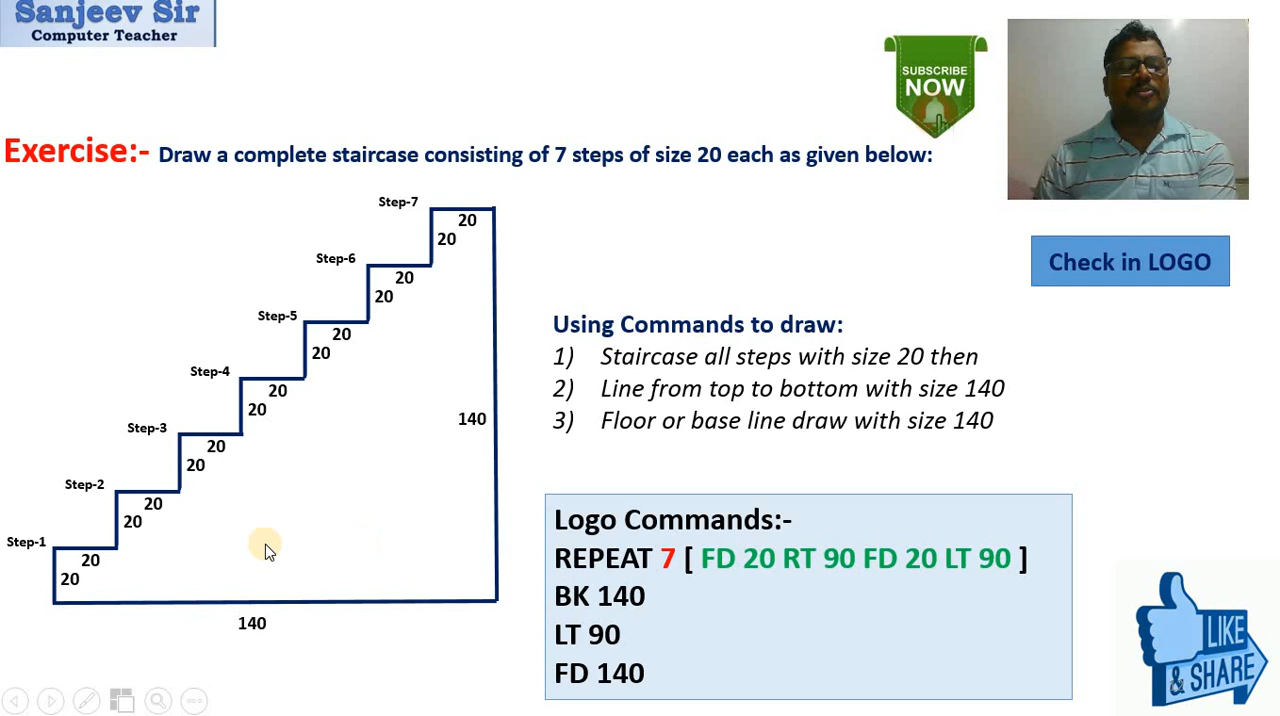 Sanjeev Sir
Computer Teacher
SUBSCRIBE
NOW
Exercise:- Draw a complete staircase consisting of 7 steps of size 20 each as given below:
Check in LOGO
Step-7
20
20
Step-6
20
20
Step-5
20
20
Step-4
20
20
Step-3
20
20
Step-2
20
20
Step-1
20
20
140
140
Using Commands to draw:
1) Staircase all steps with size 20 then
2) Line from top to bottom with size 140
3) Floor or base line draw with size 140
Logo Commands:-
REPEAT 7 [ FD 20 RT 90 FD 20 LT 90 ]
BK 140
LT 90
FD 140
LIKE
& SHARE